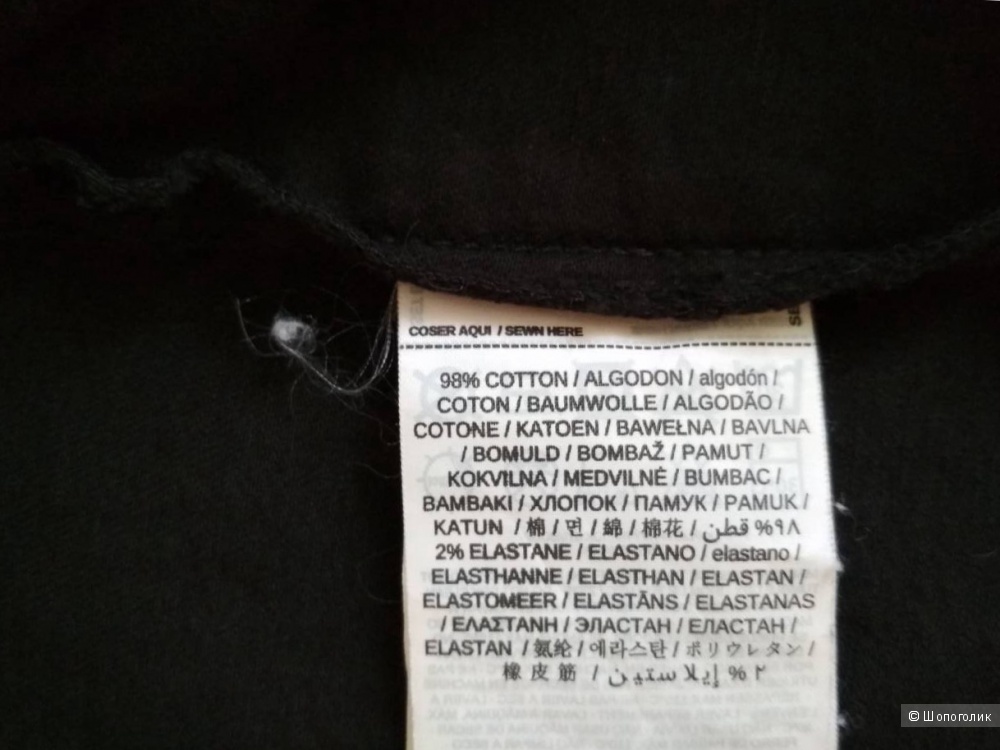 COSER AQUI / SEWN HERE
98% COTTON / ALGODON / algodón /
COTON / BAUMWOLLE / ALGODÃO /
COTONE / KATOEN / BAWEŁNA / BAVLNA
/ BOMULD / BOMBAŽ / PAMUT /
KOKVILNA / MEDVILNĖ / BUMBAC /
BAMBAKI / ХЛОПОК / ПАМУК / PAMUK /
KATUN / 棉 / 면 / 綿 / 棉花 / قطن %٩٨
2% ELASTANE / ELASTANO / elastano /
ELASTHANNE / ELASTHAN / ELASTAN /
ELASTOMEER / ELASTĀNS / ELASTANAS
/ ΕΛΑΣΤΑΝΗ / ЭЛАСТАН / ЕЛАСТАН /
ELASTAN / 氨纶 / 에라스탄 / ポリウレタン /
橡皮筋 / إيلاستين % ٢
© Шопоголик